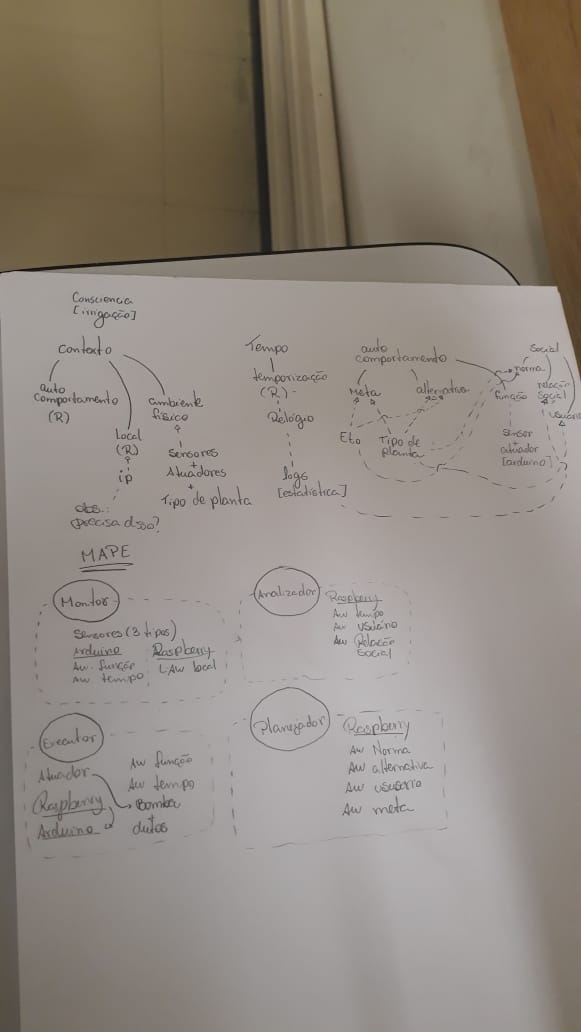 Consciencia
[irrigação]
Contexto
auto
comportamento
(R)
Local
(R)
ip
obs.:
precisa disso?
ambiente
físico
Sensores
+
Atuadores
+
Tipo de planta
Tempo
temporização
(R)
Relógio
logs
[estatística]
auto
comportamento
Meta
alternativa
Eto
Tipo de
planta
Social
norma
função
relação
social
usuário
sensor
+
atuador
[arduino]
MAPE
Monitor
Sensores (3 tipos)
Arduino
Aw. função
Aw. tempo
Raspberry
Aw local
Analizador
Raspberry
Aw tempo
Aw usuário
Aw Relação
social
Executor
Atuador
Raspberry
Arduino
Aw função
Aw tempo
Bomba
dutos
Planejador
Raspberry
Aw Norma
Aw alternativa
Aw ususario
Aw meta